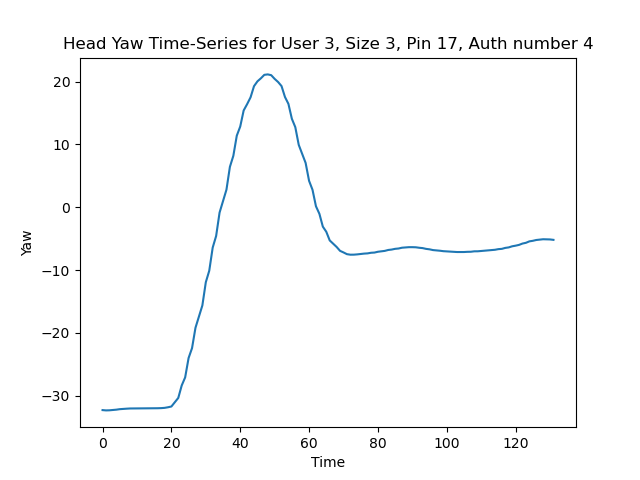 Head Yaw Time-Series for User 3, Size 3, Pin 17, Auth number 4
20
10
0
−10
−20
−30
Yaw
0 20 40 60 80 100 120
Time